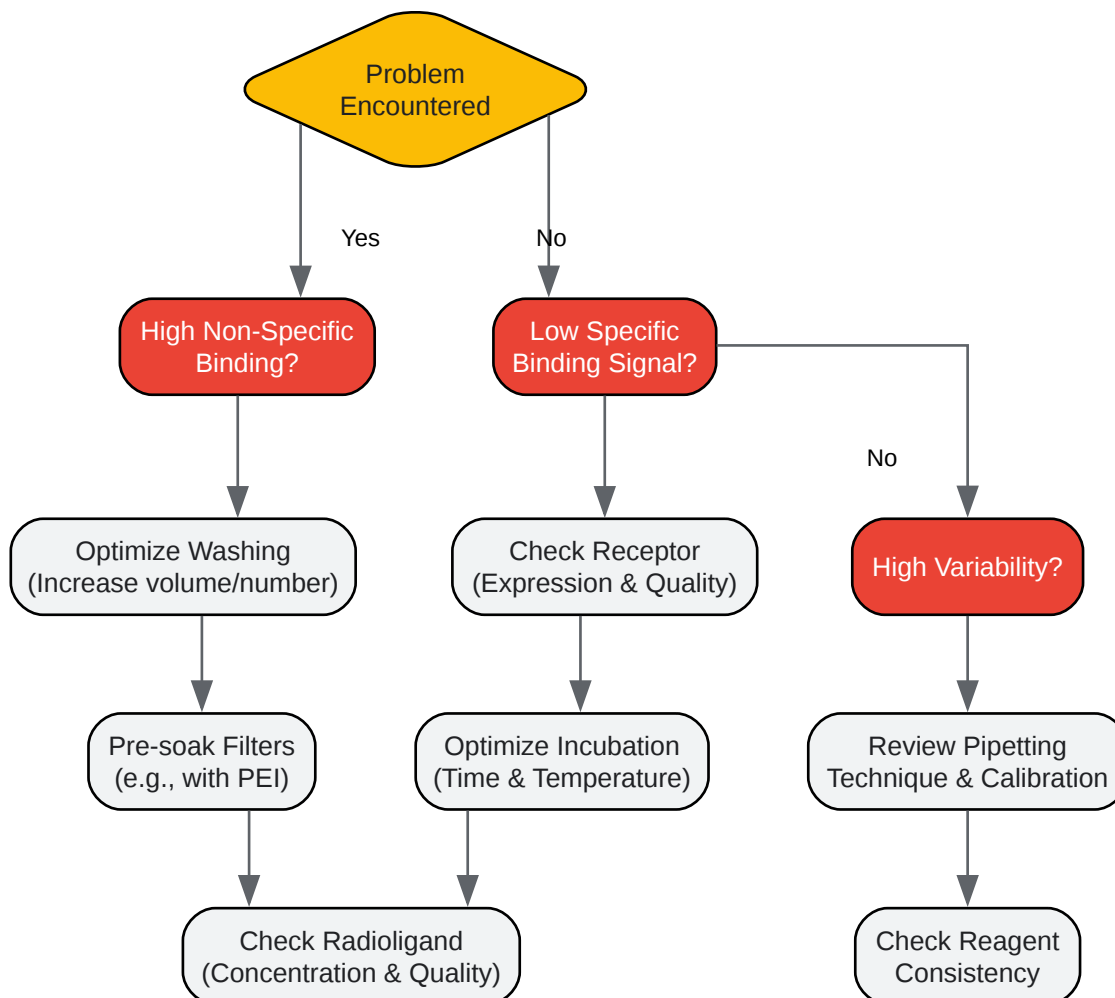 Problem
Encountered
Yes
No
High Non-Specific
Binding?
Low Specific
Binding Signal?
No
Optimize Washing
(Increase volume/number)
Check Receptor
(Expression & Quality)
High Variability?
Pre-soak Filters
(e.g., with PEI)
Optimize Incubation
(Time & Temperature)
Review Pipetting
Technique & Calibration
Check Radioligand
(Concentration & Quality)
Check Reagent
Consistency